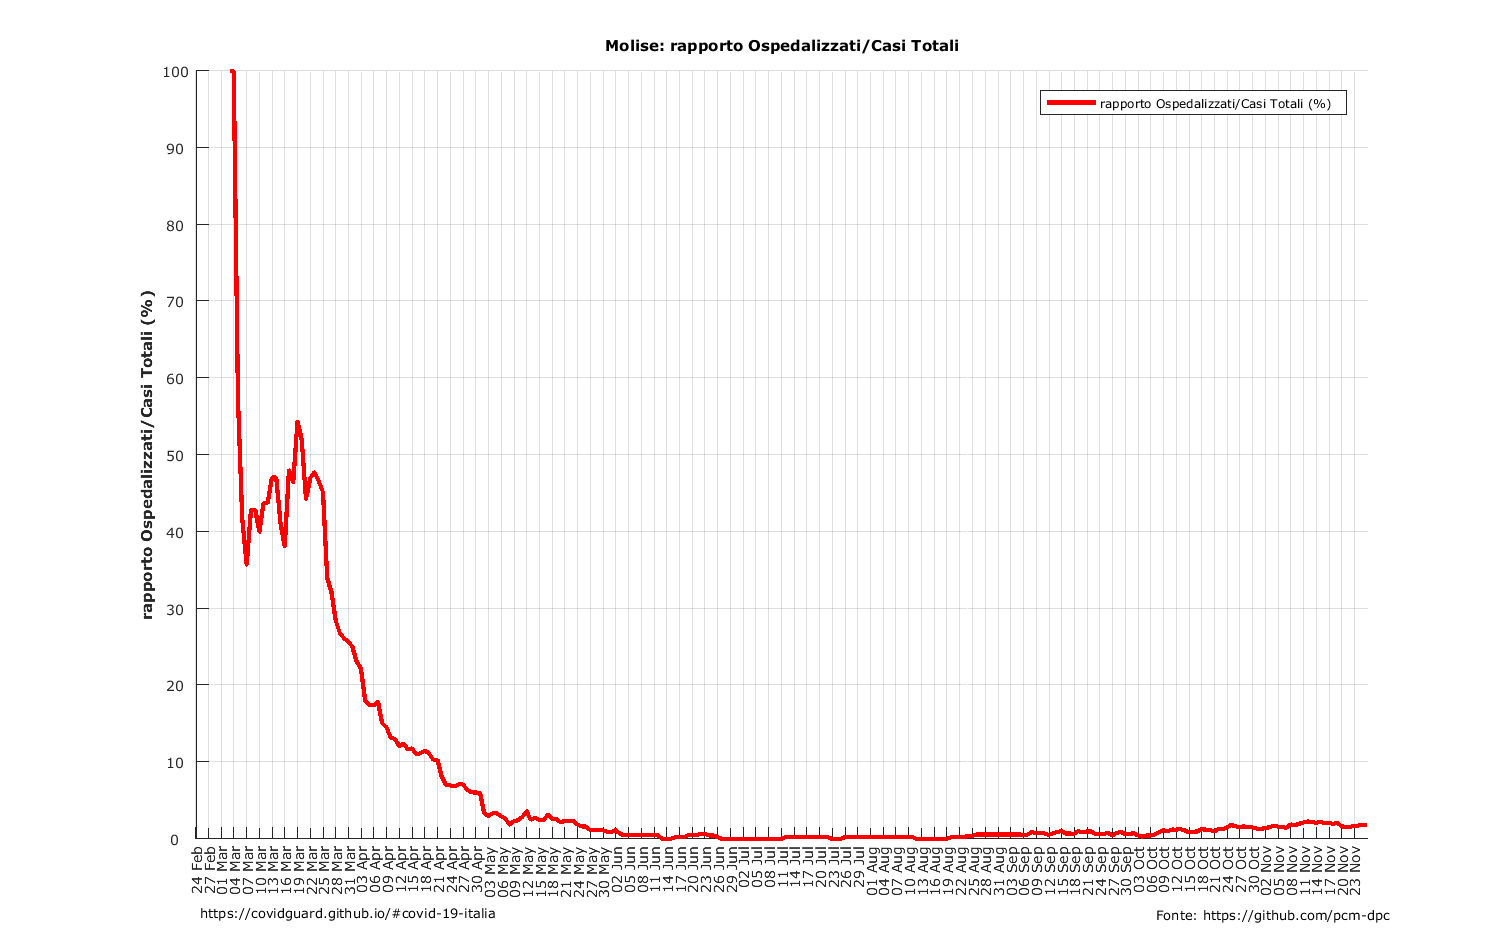 Molise: rapporto Ospedalizzati/Casi Totali
rapporto Ospedalizzati/Casi Totali (%)
rapporto Ospedalizzati/Casi Totali (%)
100
90
80
70
60
50
40
30
20
10
0
24 Feb
27 Feb
01 Mar
04 Mar
07 Mar
10 Mar
13 Mar
16 Mar
19 Mar
22 Mar
25 Mar
28 Mar
31 Mar
03 Apr
06 Apr
09 Apr
12 Apr
15 Apr
18 Apr
21 Apr
24 Apr
27 Apr
30 Apr
03 May
06 May
09 May
12 May
15 May
18 May
21 May
24 May
27 May
30 May
02 Jun
05 Jun
08 Jun
11 Jun
14 Jun
17 Jun
20 Jun
23 Jun
26 Jun
29 Jun
02 Jul
05 Jul
08 Jul
11 Jul
14 Jul
17 Jul
20 Jul
23 Jul
26 Jul
29 Jul
01 Aug
04 Aug
07 Aug
10 Aug
13 Aug
16 Aug
19 Aug
22 Aug
25 Aug
28 Aug
31 Aug
03 Sep
06 Sep
09 Sep
12 Sep
15 Sep
18 Sep
21 Sep
24 Sep
27 Sep
30 Sep
03 Oct
06 Oct
09 Oct
12 Oct
15 Oct
18 Oct
21 Oct
24 Oct
27 Oct
30 Oct
02 Nov
05 Nov
08 Nov
11 Nov
14 Nov
17 Nov
20 Nov
23 Nov
https://covidguard.github.io/#covid-19-italia
Fonte: https://github.com/pcm-dpc